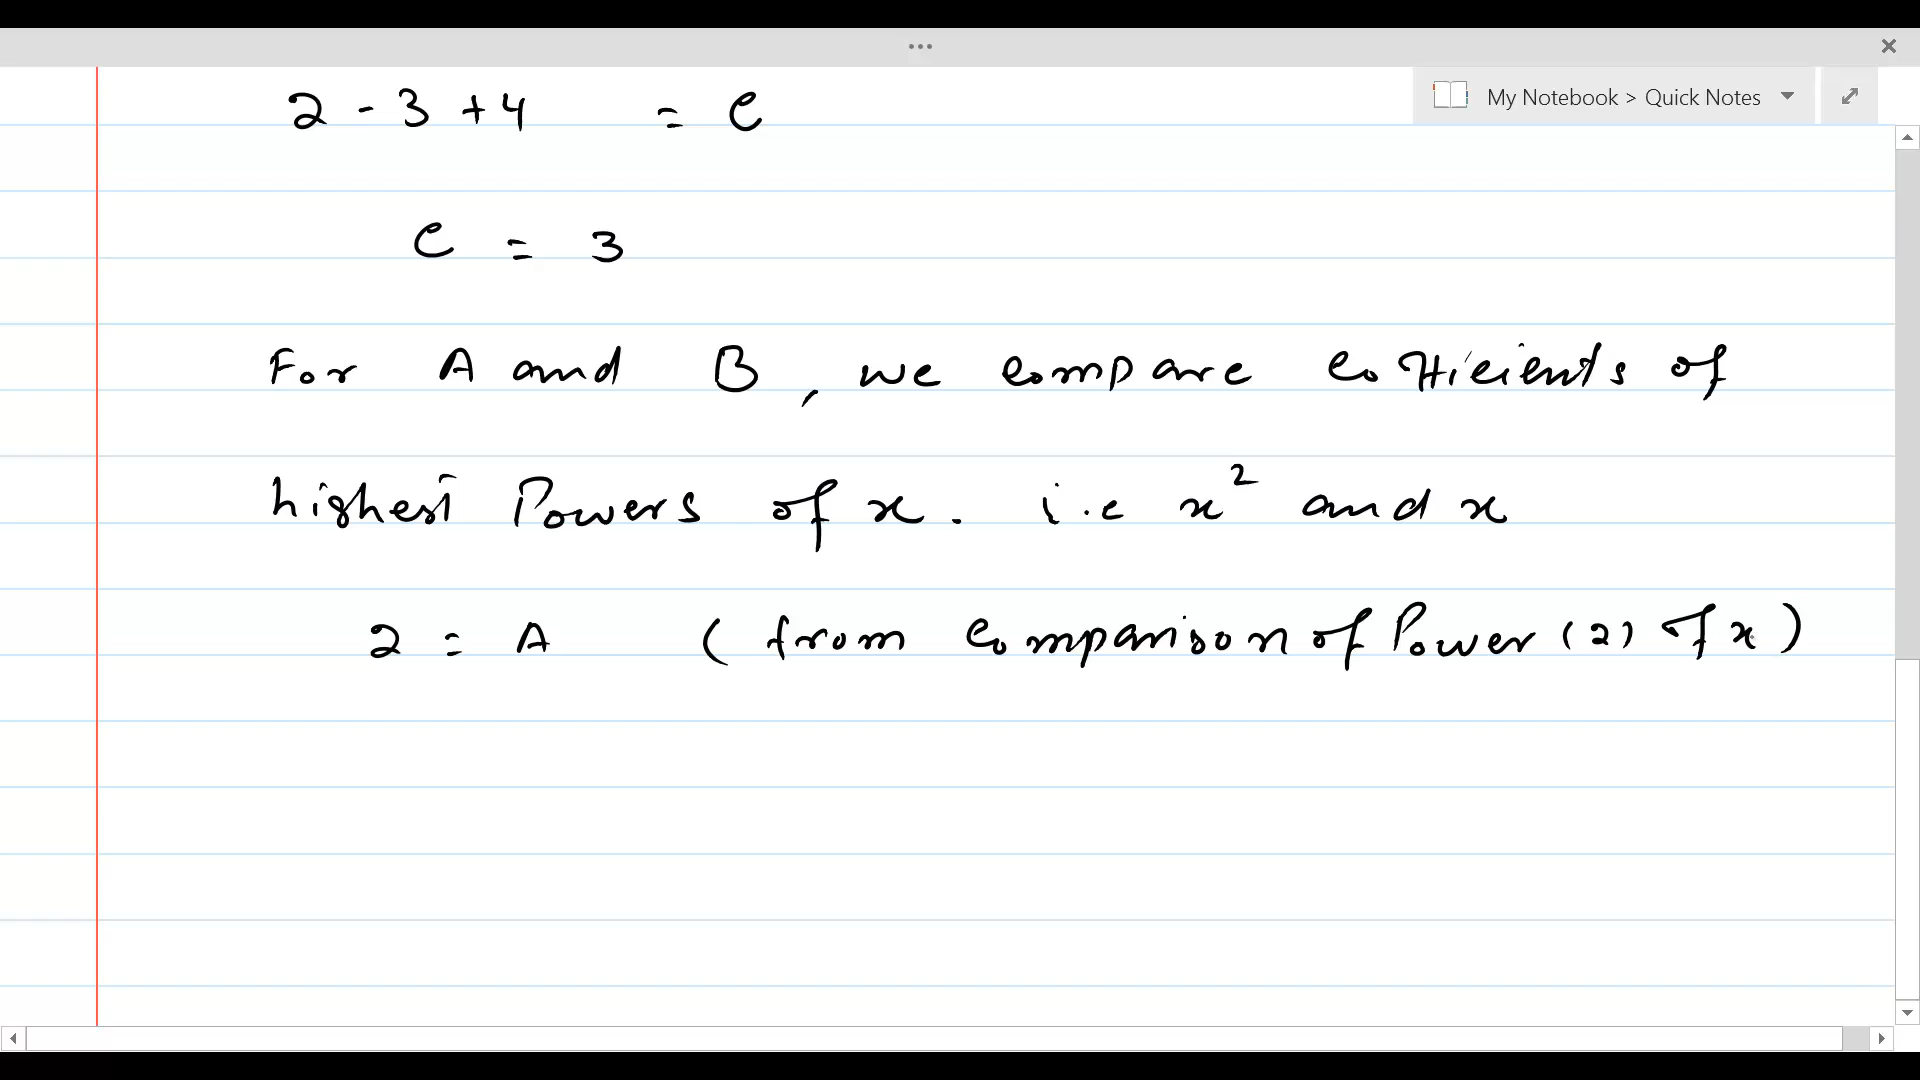 ...
My Notebook > Quick Notes
2 - 3 + 4 = C
C = 3
For A and B, we compare cofficients of
highest Powers of x. i.e x² and x
2 = A ( from comparison of Power (2) of x )